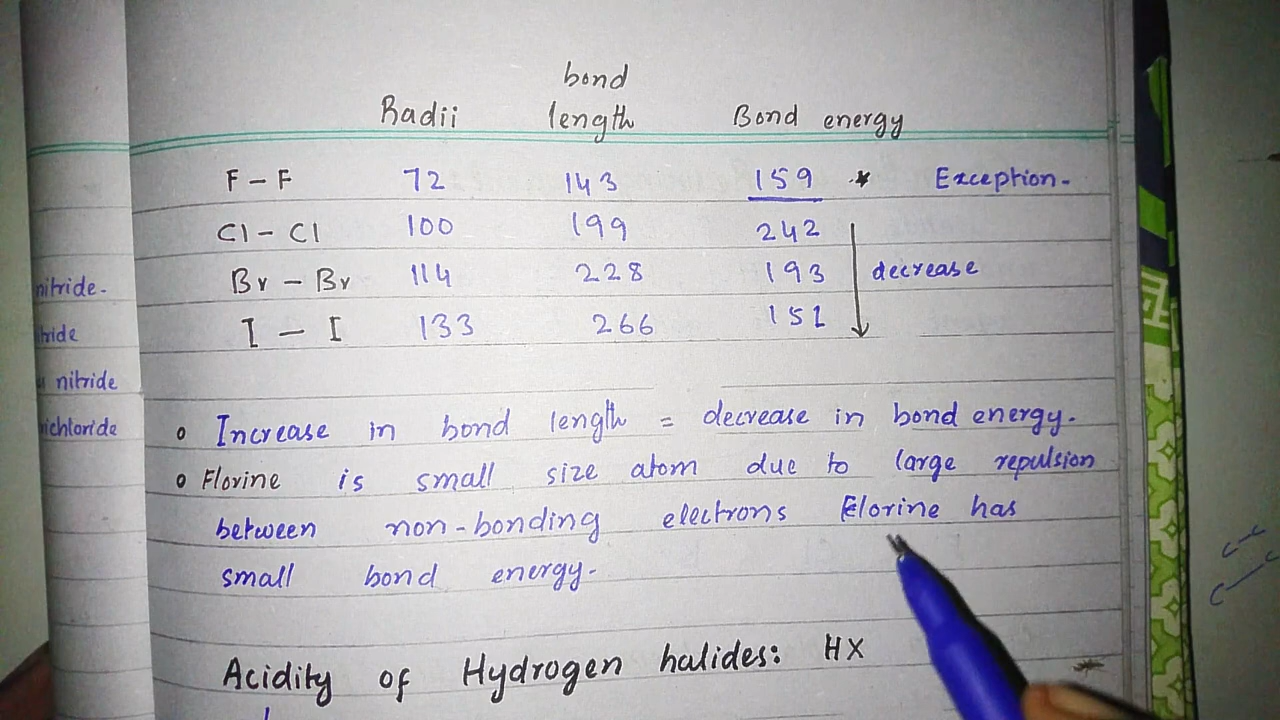 bond
Radii length Bond energy
F - F 72 143 159 * Exception-
Cl - Cl 100 199 242
Br - Br 114 228 193 decrease
I - I 133 266 151
nitride-
nitride
ichloride
o Increase in bond length = decrease in bond energy.
o Florine is small size atom due to large repulsion
between non-bonding electrons Florine has
small bond energy-
Acidity of Hydrogen halides: HX